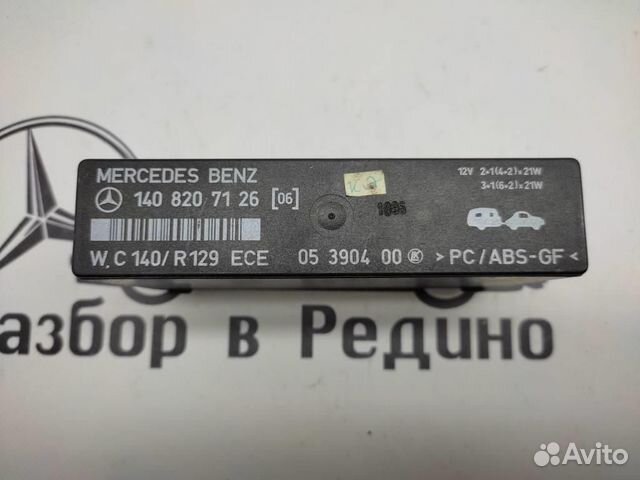 MERCEDES BENZ
140 820 71 26 [06]
W, C 140/R129 ECE
05 3904 00
> PC/ABS-GF <
12V 2×1(4+2)×21W
3×1(6+2)×21W
азбор в Редино
Avito